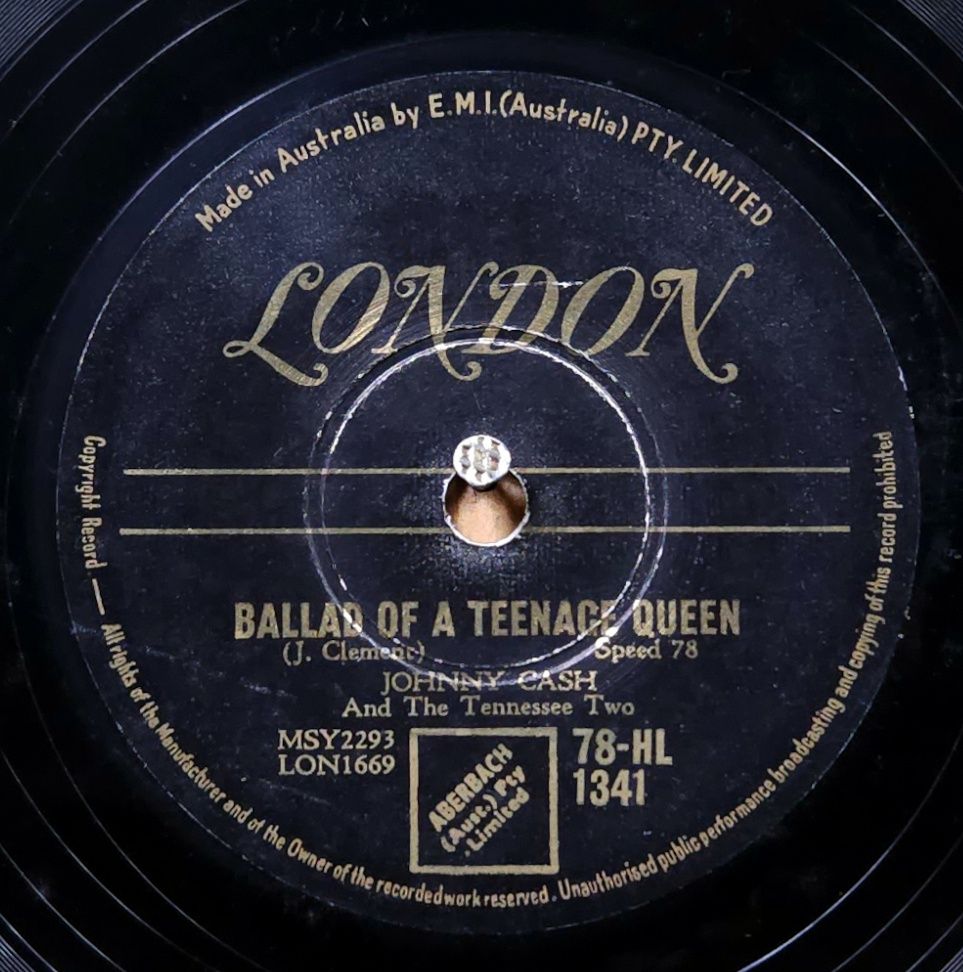 Made in Australia by E.M.I.(Australia) PTY. LIMITED
LONDON
BALLAD OF A TEENAGE QUEEN
(J. Clement) Speed 78
JOHNNY CASH
And The Tennessee Two
MSY2293
LON1669
ABERBACH
(Aust.) Pty
Limited
78-HL
1341
Copyright Record — All rights of the Manufacturer and of the Owner of the recorded work reserved. Unauthorised public performance broadcasting and copying of this record prohibited